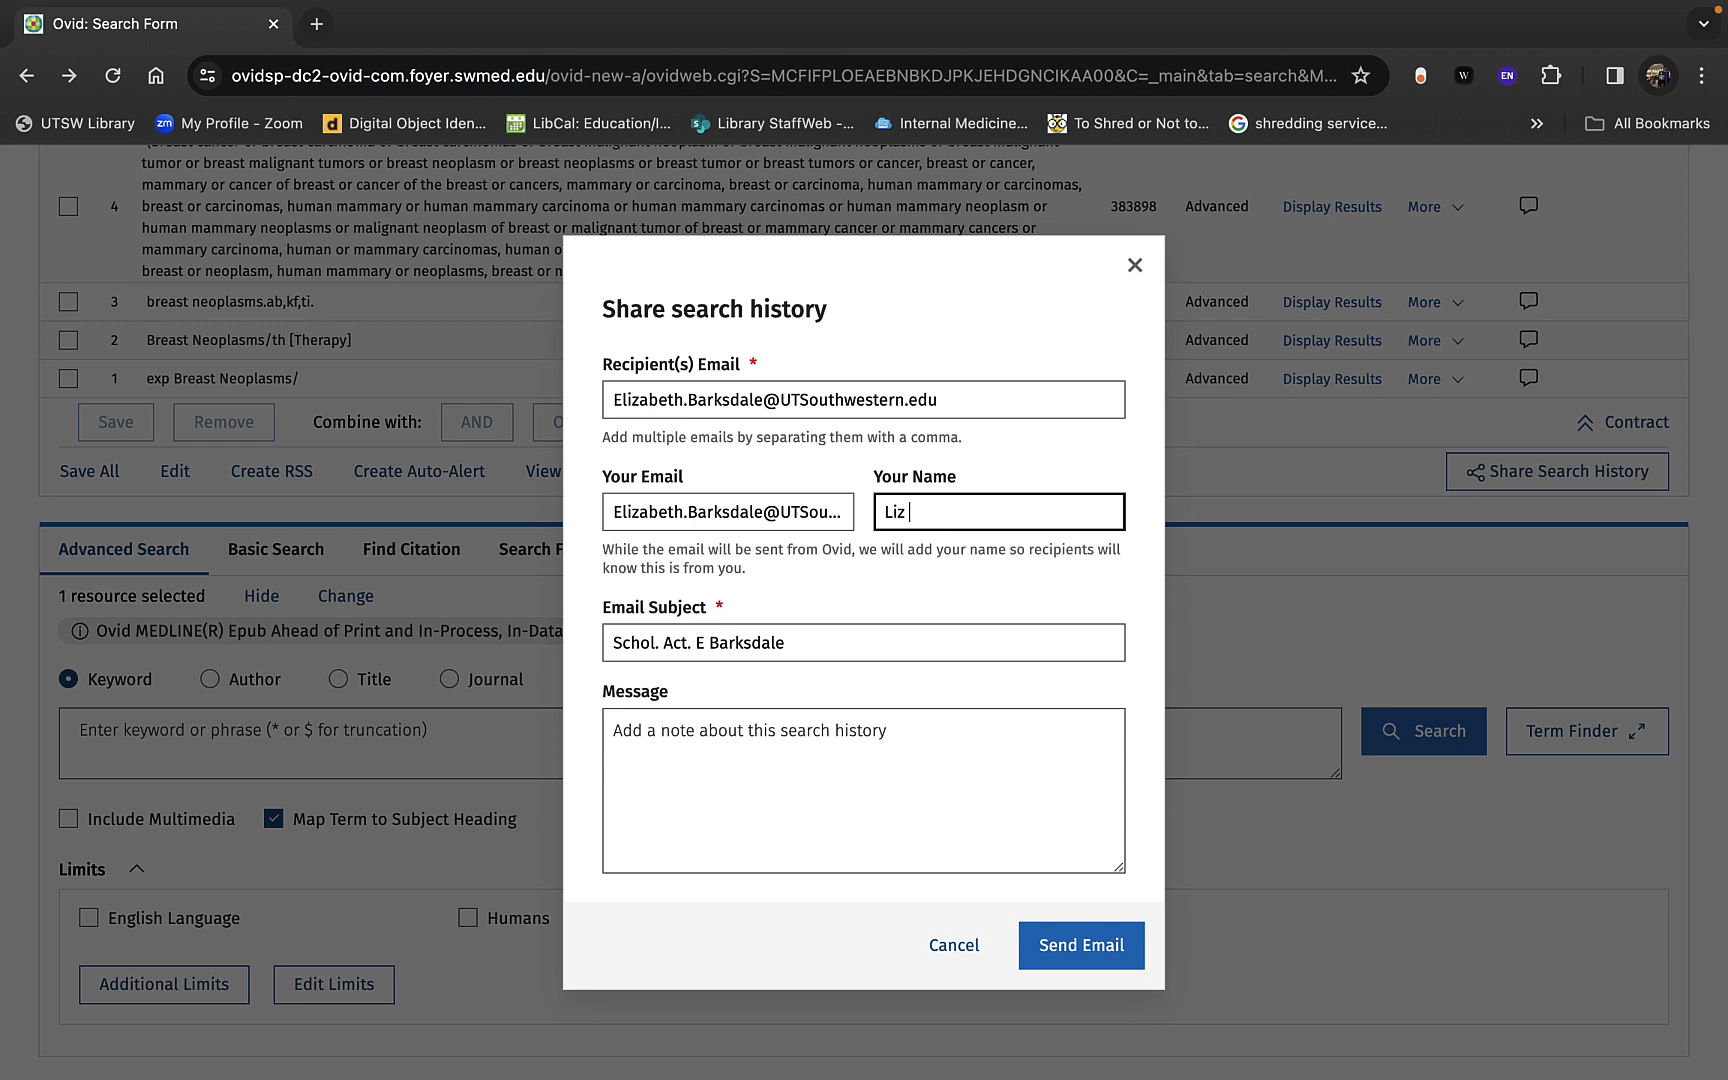 Ovid: Search Form
ovidsp-dc2-ovid-com.foyer.swmed.edu/ovid-new-a/ovidweb.cgi?S=MCFIFPLOEAEBNBKDJPKJEHDGNCIKAA00&C=_main&tab=search&M...
W
EN
UTSW Library
zm My Profile - Zoom
d Digital Object Iden...
LibCal: Education/I...
S Library StaffWeb -...
Internal Medicine...
To Shred or Not to...
G shredding service...
All Bookmarks
tumor or breast malignant tumors or breast neoplasm or breast neoplasms or breast tumor or breast tumors or cancer, breast or cancer,
mammary or cancer of breast or cancer of the breast or cancers, mammary or carcinoma, breast or carcinoma, human mammary or carcinomas,
4 breast or carcinomas, human mammary or human mammary carcinoma or human mammary carcinomas or human mammary neoplasm or 383898 Advanced Display Results More
human mammary neoplasms or malignant neoplasm of breast or malignant tumor of breast or mammary cancer or mammary cancers or
mammary carcinoma, human or mammary carcinomas, human o
breast or neoplasm, human mammary or neoplasms, breast or n
3 breast neoplasms.ab,kf,ti. Advanced Display Results More
2 Breast Neoplasms/th [Therapy] Advanced Display Results More
1 exp Breast Neoplasms/ Advanced Display Results More
Save Remove Combine with: AND O Contract
Save All Edit Create RSS Create Auto-Alert View Share Search History
Advanced Search Basic Search Find Citation Search F
1 resource selected Hide Change
Ovid MEDLINE(R) Epub Ahead of Print and In-Process, In-Data
Keyword Author Title Journal
Enter keyword or phrase (* or $ for truncation)
Search Term Finder
Include Multimedia Map Term to Subject Heading
Limits
English Language Humans
Additional Limits Edit Limits
Share search history
Recipient(s) Email *
Elizabeth.Barksdale@UTSouthwestern.edu
Add multiple emails by separating them with a comma.
Your Email Your Name
Elizabeth.Barksdale@UTSou... Liz
While the email will be sent from Ovid, we will add your name so recipients will
know this is from you.
Email Subject *
Schol. Act. E Barksdale
Message
Add a note about this search history
Cancel Send Email